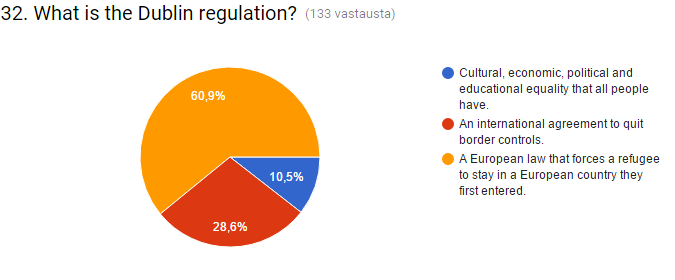 32. What is the Dublin regulation? (133 vastausta)
60,9%
10,5%
28,6%
Cultural, economic, political and
educational equality that all people
have.
An international agreement to quit
border controls.
A European law that forces a refugee
to stay in a European country they
first entered.